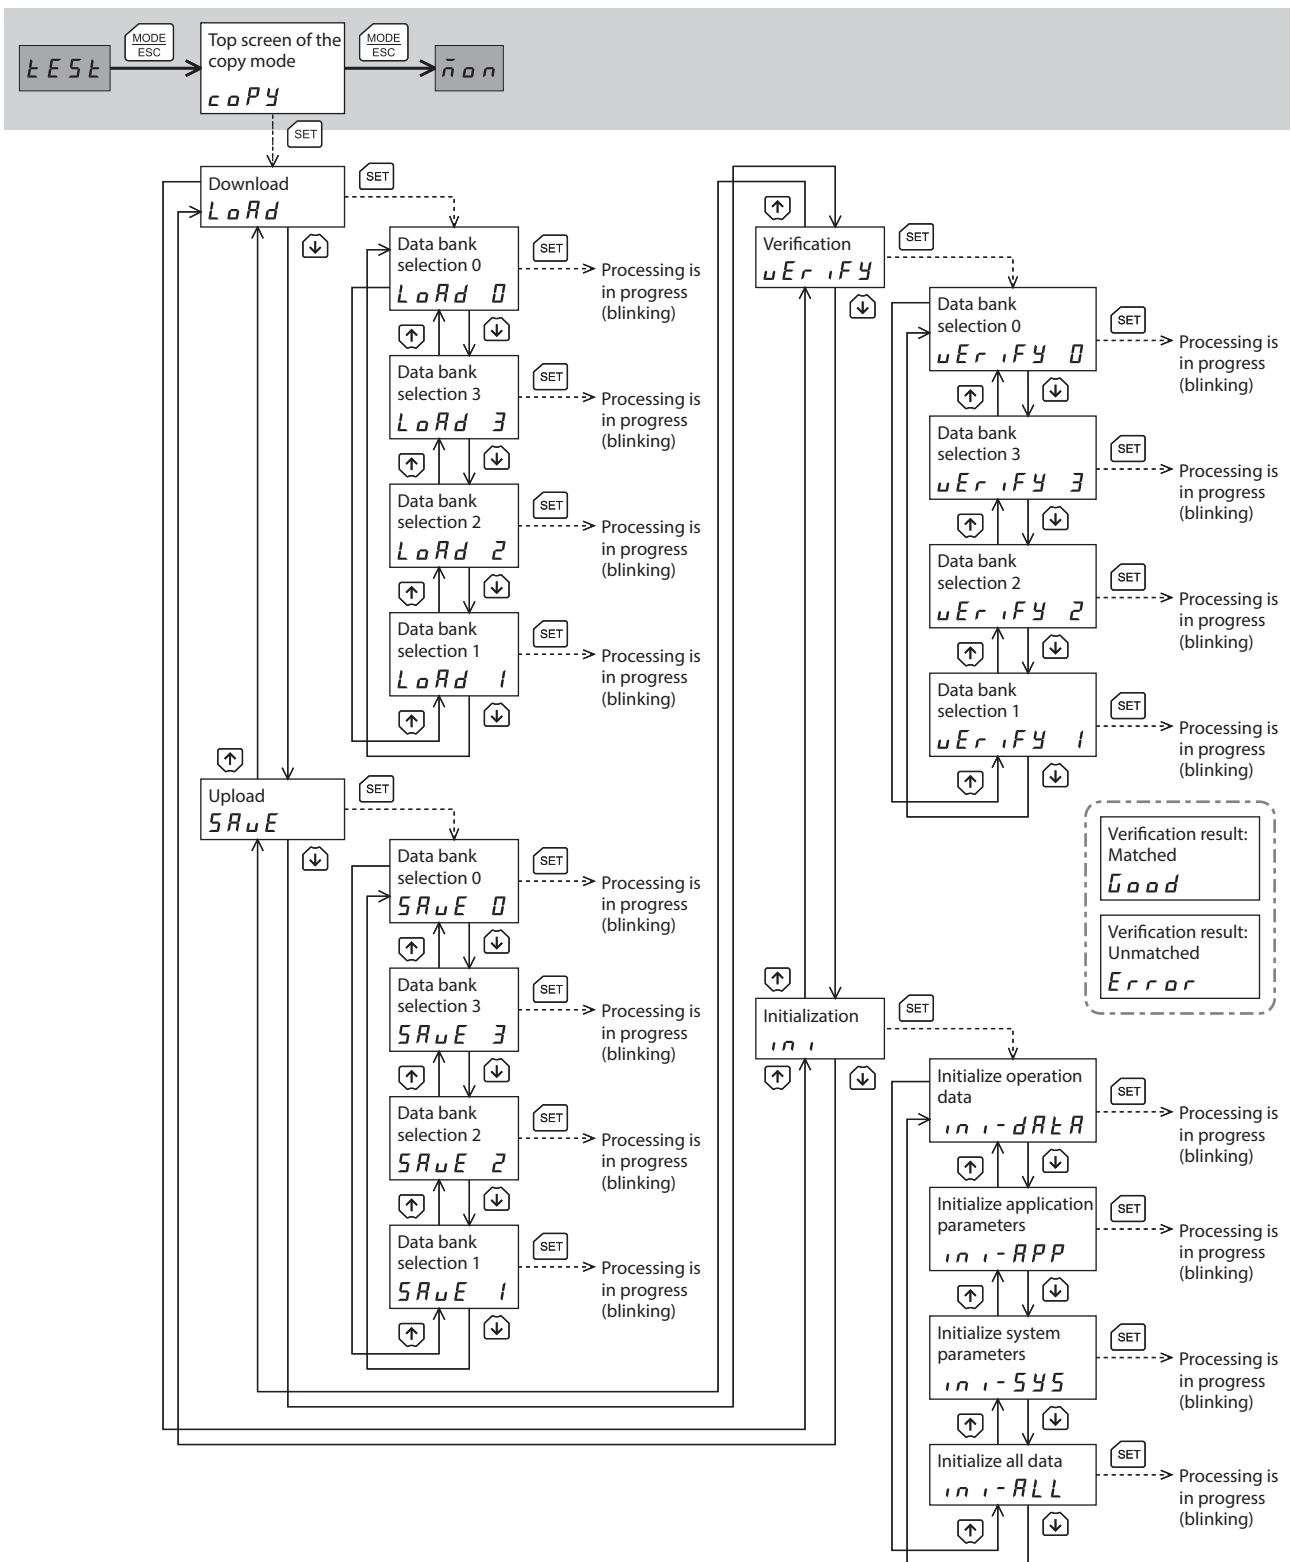 MODE
ESC
MODE
ESC
tESt
Top screen of the
copy mode
coPY
mon
SET
Download
LoAd
SET
Data bank
selection 0
LoAd 0
SET
Processing is
in progress
(blinking)
Data bank
selection 3
LoAd 3
SET
Processing is
in progress
(blinking)
Data bank
selection 2
LoAd 2
SET
Processing is
in progress
(blinking)
Data bank
selection 1
LoAd 1
SET
Processing is
in progress
(blinking)
Upload
SAvE
SET
Data bank
selection 0
SAvE 0
SET
Processing is
in progress
(blinking)
Data bank
selection 3
SAvE 3
SET
Processing is
in progress
(blinking)
Data bank
selection 2
SAvE 2
SET
Processing is
in progress
(blinking)
Data bank
selection 1
SAvE 1
SET
Processing is
in progress
(blinking)
Verification
vEriFY
SET
Data bank
selection 0
vEriFY 0
SET
Processing is
in progress
(blinking)
Data bank
selection 3
vEriFY 3
SET
Processing is
in progress
(blinking)
Data bank
selection 2
vEriFY 2
SET
Processing is
in progress
(blinking)
Data bank
selection 1
vEriFY 1
SET
Processing is
in progress
(blinking)
Verification result:
Matched
Good
Verification result:
Unmatched
Error
Initialization
ini
SET
Initialize operation
data
ini-dAtA
SET
Processing is
in progress
(blinking)
Initialize application
parameters
ini-APP
SET
Processing is
in progress
(blinking)
Initialize system
parameters
ini-SYS
SET
Processing is
in progress
(blinking)
Initialize all data
ini-ALL
SET
Processing is
in progress
(blinking)